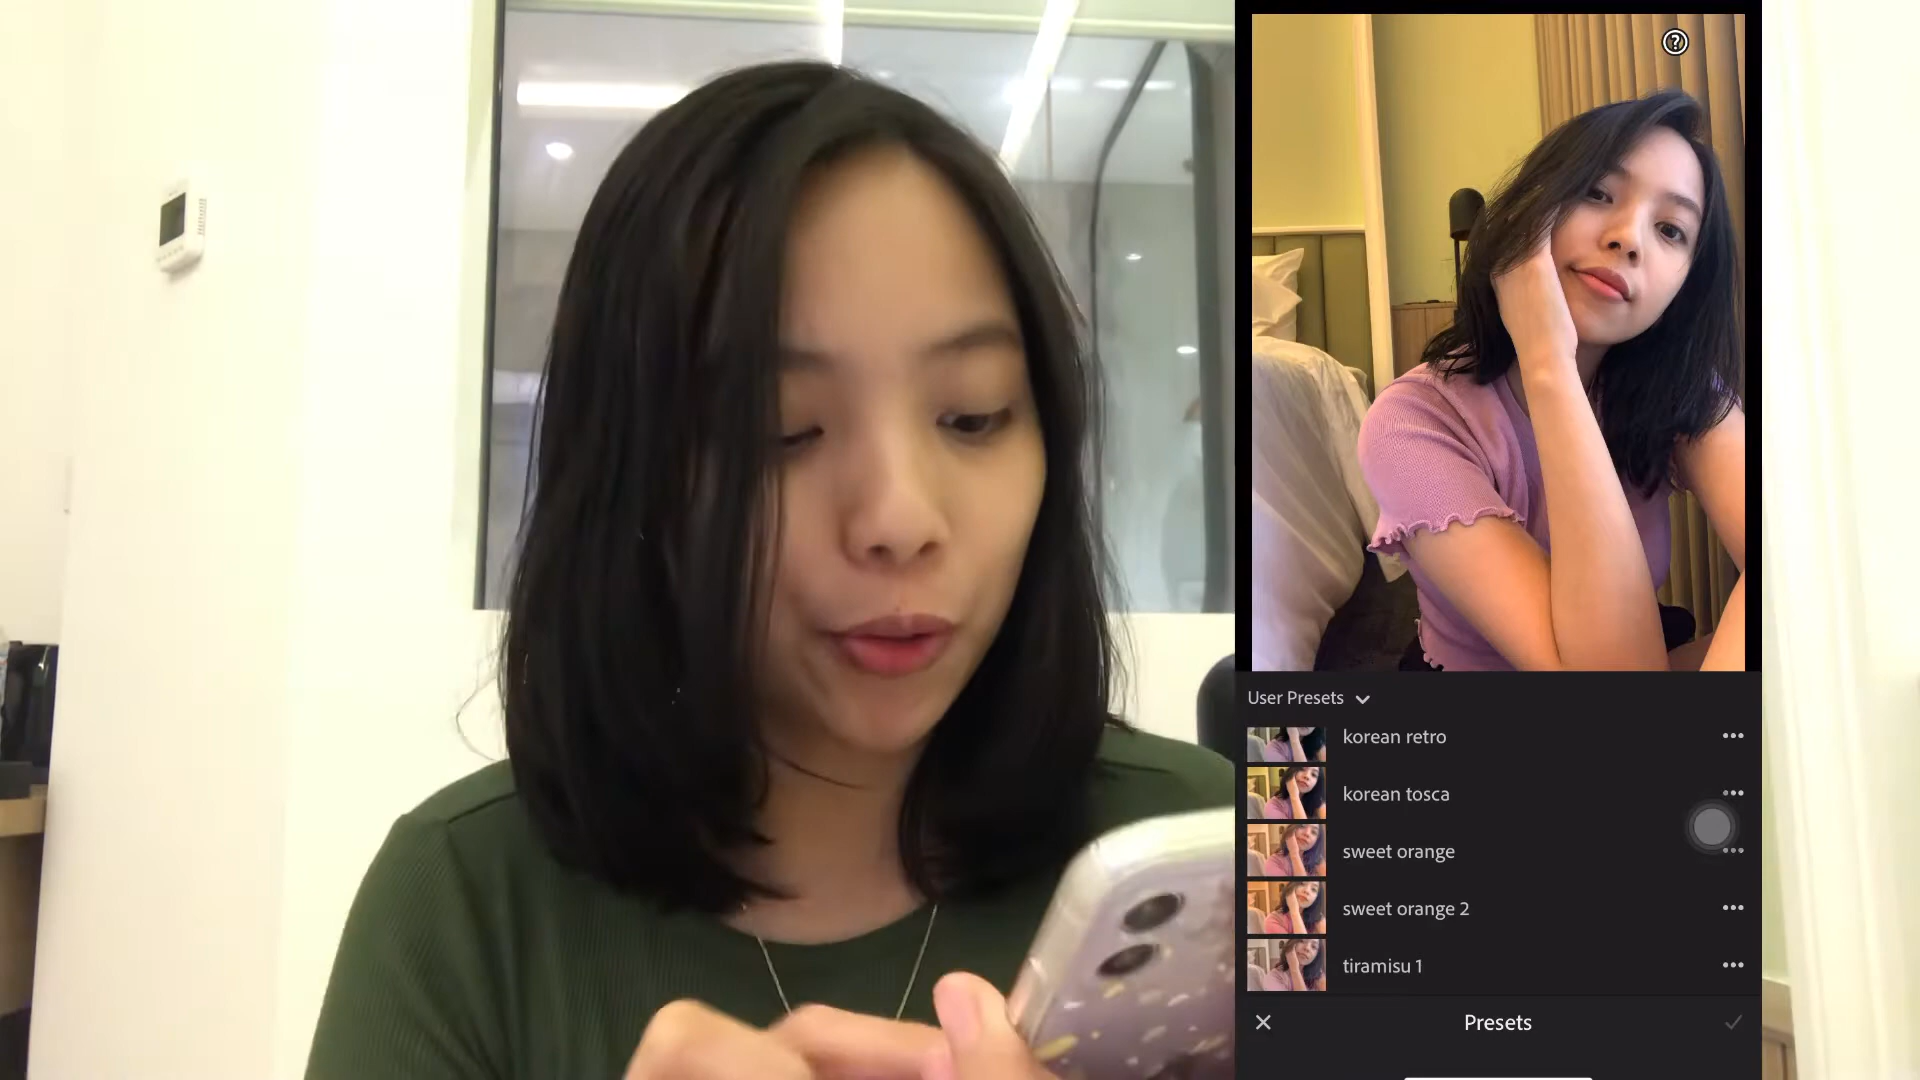 ?
User Presets
korean retro
korean tosca
sweet orange
sweet orange 2
tiramisu 1
Presets